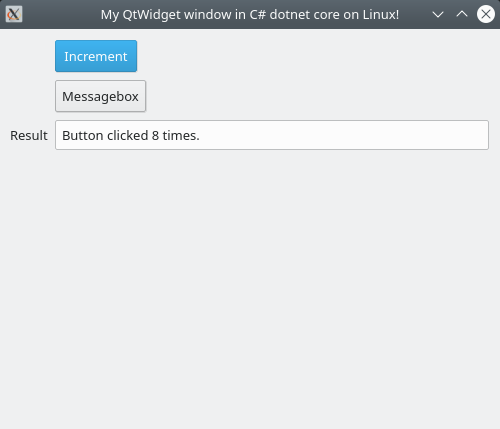 My QtWidget window in C# dotnet core on Linux!
Increment
Messagebox
Result Button clicked 8 times.